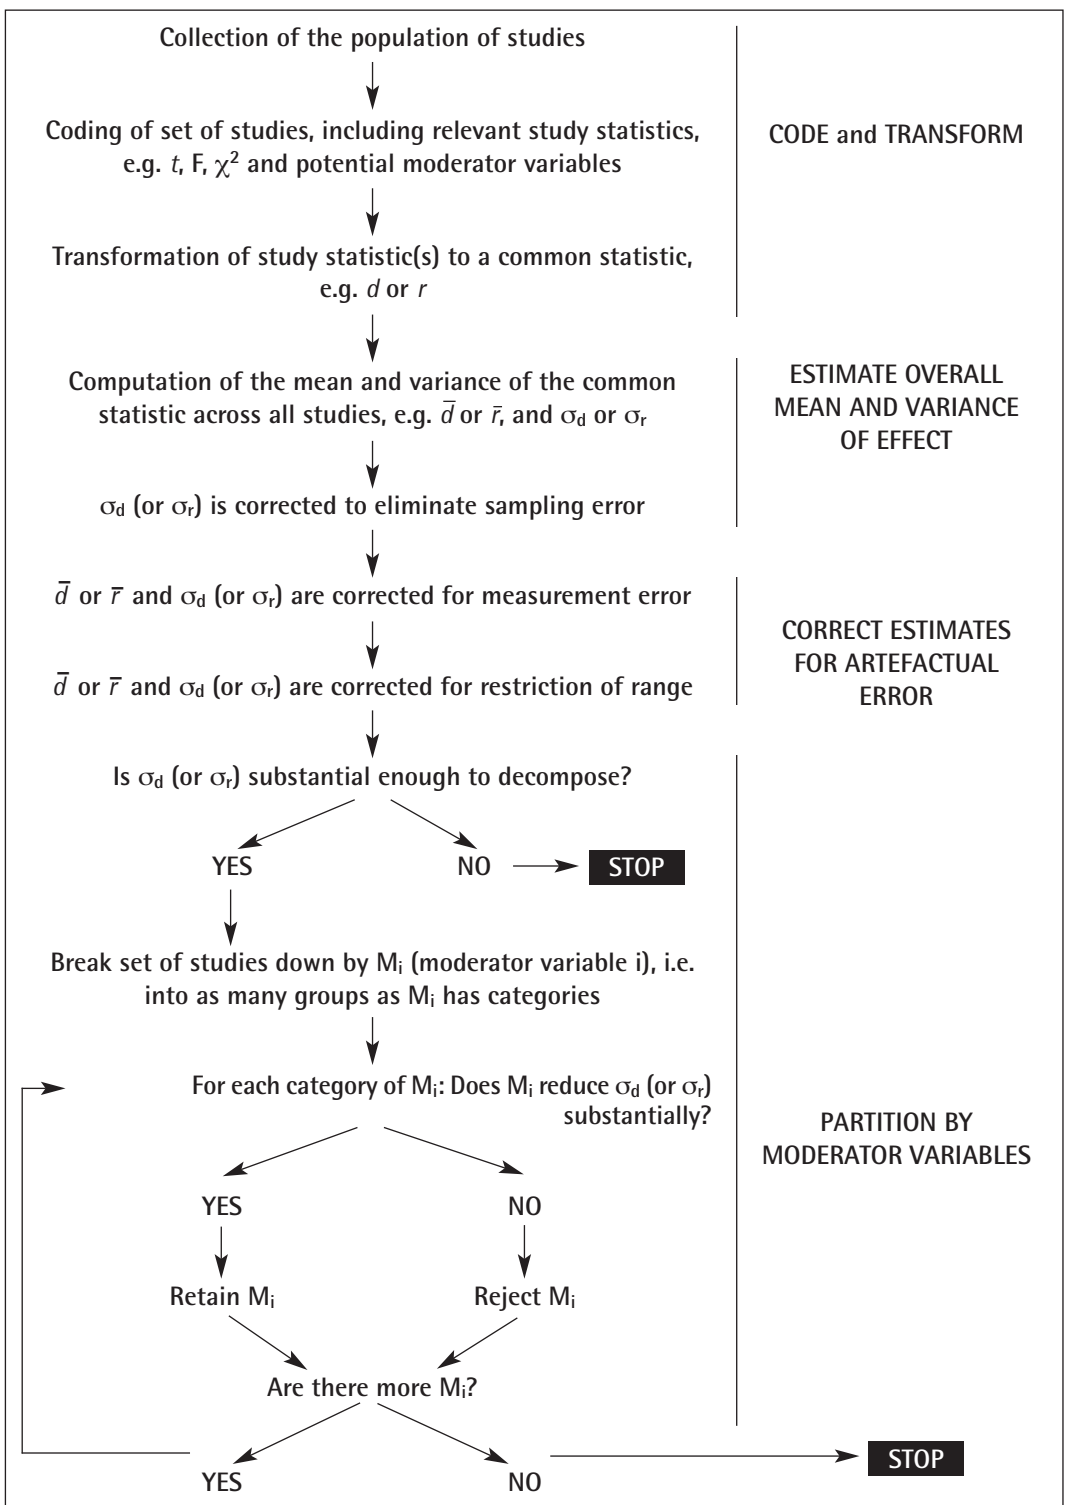 Collection of the population of studies
Coding of set of studies, including relevant study statistics,
e.g. t, F, χ² and potential moderator variables
CODE and TRANSFORM
Transformation of study statistic(s) to a common statistic,
e.g. d or r
Computation of the mean and variance of the common
statistic across all studies, e.g. d̄ or r̄, and σd or σr
ESTIMATE OVERALL
MEAN AND VARIANCE
OF EFFECT
σd (or σr) is corrected to eliminate sampling error
d̄ or r̄ and σd (or σr) are corrected for measurement error
d̄ or r̄ and σd (or σr) are corrected for restriction of range
CORRECT ESTIMATES
FOR ARTEFACTUAL
ERROR
Is σd (or σr) substantial enough to decompose?
YES
NO
STOP
Break set of studies down by Mi (moderator variable i), i.e.
into as many groups as Mi has categories
For each category of Mi: Does Mi reduce σd (or σr)
substantially?
PARTITION BY
MODERATOR VARIABLES
YES
NO
Retain Mi
Reject Mi
Are there more Mi?
YES
NO
STOP